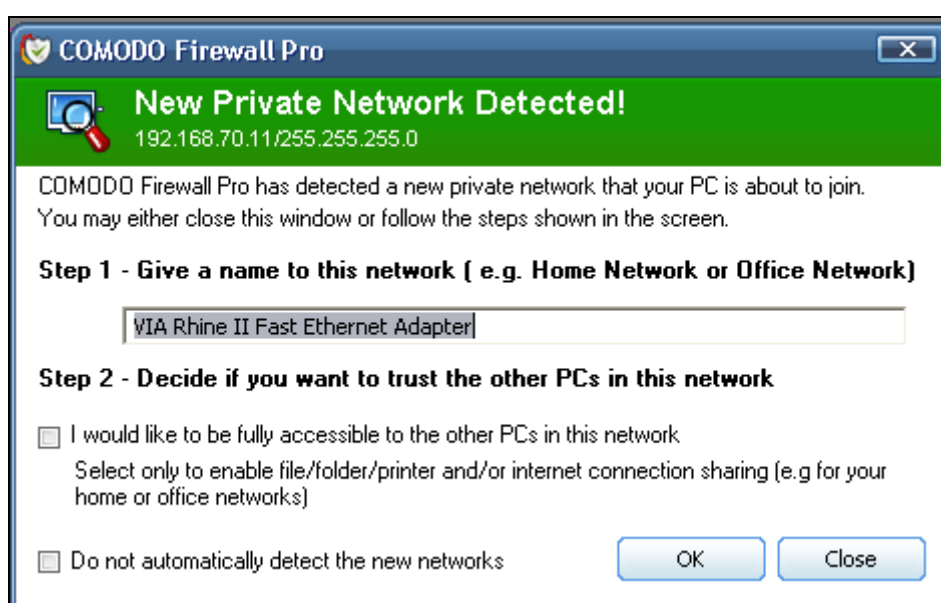 COMODO Firewall Pro
New Private Network Detected!
192.168.70.11/255.255.255.0
COMODO Firewall Pro has detected a new private network that your PC is about to join.
You may either close this window or follow the steps shown in the screen.
Step 1 - Give a name to this network ( e.g. Home Network or Office Network)
VIA Rhine II Fast Ethernet Adapter
Step 2 - Decide if you want to trust the other PCs in this network
I would like to be fully accessible to the other PCs in this network
Select only to enable file/folder/printer and/or internet connection sharing (e.g for your
home or office networks)
Do not automatically detect the new networks
OK
Close